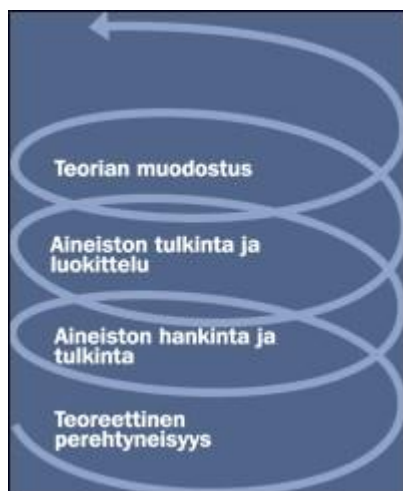 Teorian muodostus
Aineiston tulkinta ja
luokittelu
Aineiston hankinta ja
tulkinta
Teoreettinen
perehtyneisyys